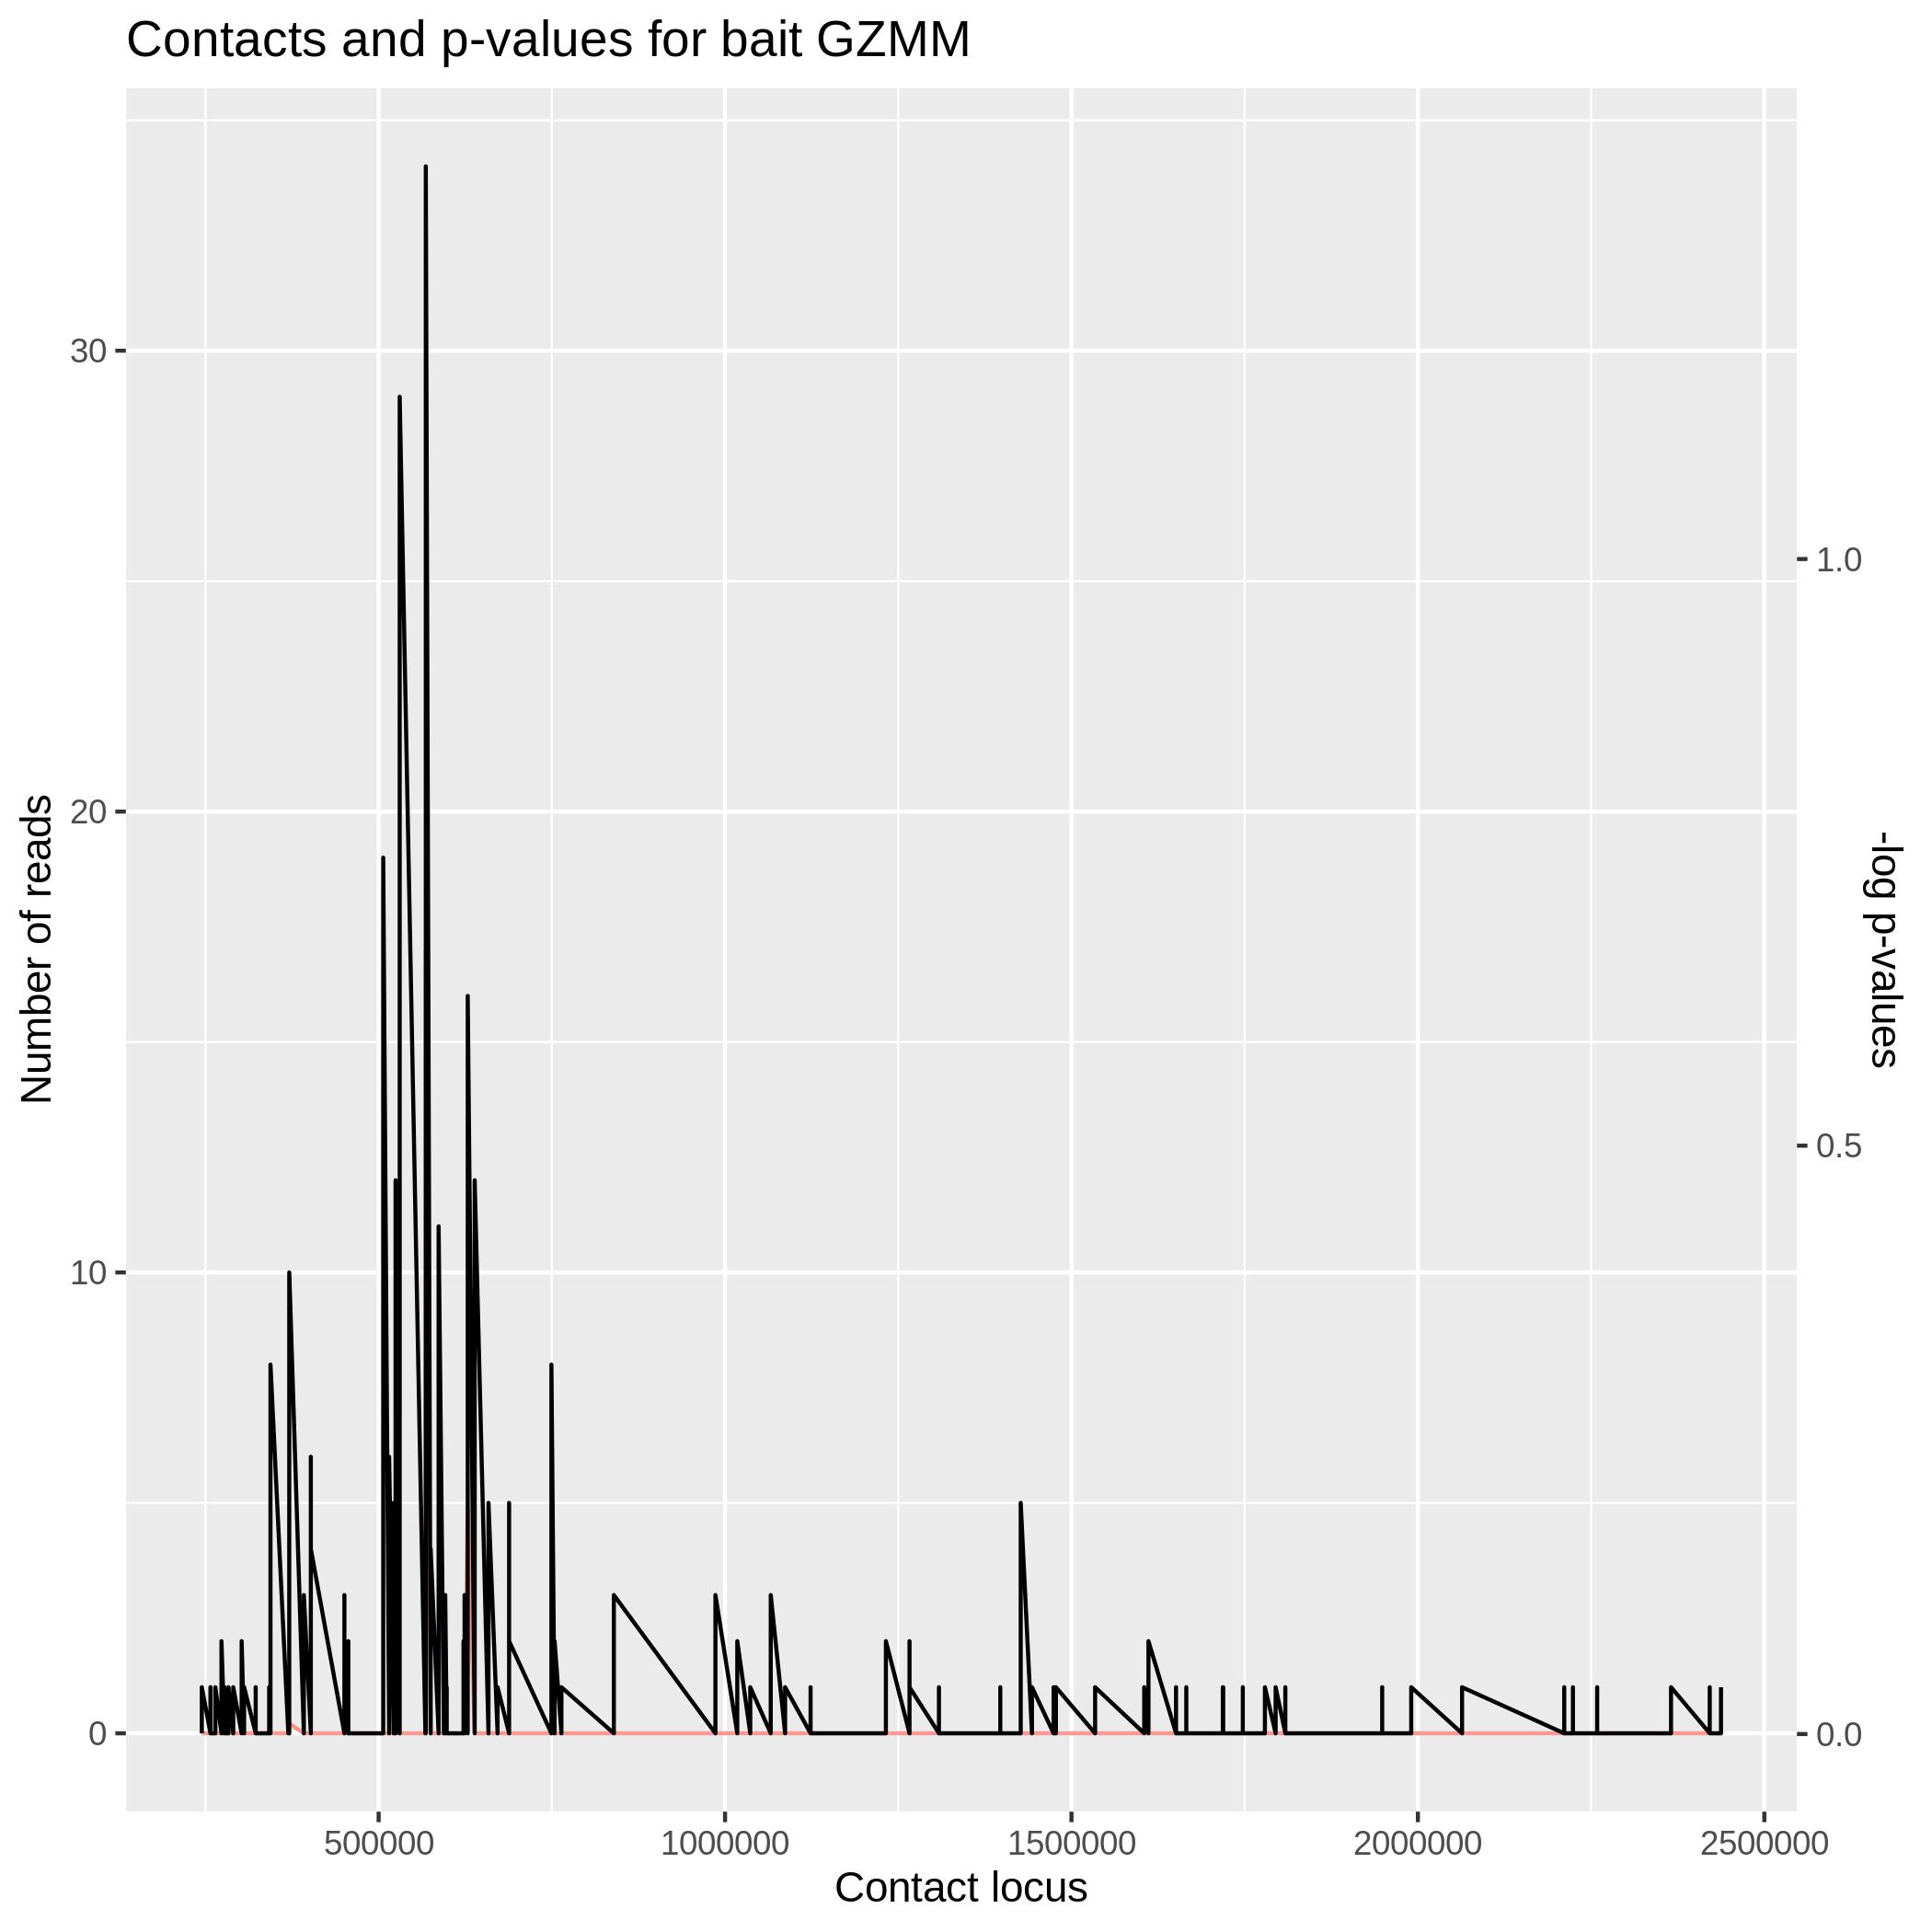 Contacts and p-values for bait GZMM
30
20
10
0
Number of reads
1.0
0.5
0.0
-log p-values
500000 1000000 1500000 2000000 2500000
Contact locus